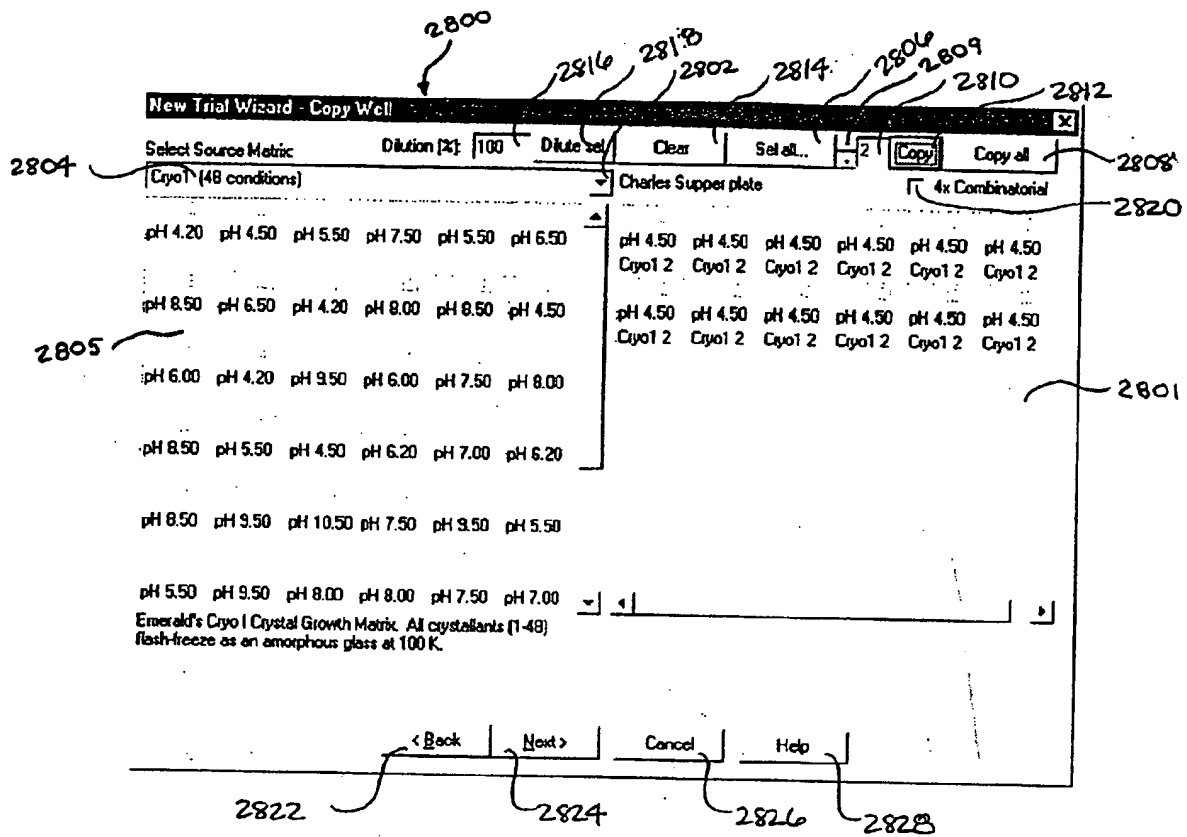 2800
2816 2818 2802 2814 2806 2809 2810 2812
New Trial Wizard - Copy Well
Select Source Matrix: Dilution [%]: 100 Dilute sel Clear Sel all... 2 Copy Copy all
2804 2808
Cryo1 (48 conditions) Charles Supper plate 4x Combinatorial
2820
pH 4.20 pH 4.50 pH 5.50 pH 7.50 pH 5.50 pH 6.50 pH 4.50 pH 4.50 pH 4.50 pH 4.50 pH 4.50 pH 4.50
Cryo1 2 Cryo1 2 Cryo1 2 Cryo1 2 Cryo1 2 Cryo1 2
pH 8.50 pH 6.50 pH 4.20 pH 8.00 pH 8.50 pH 4.50 pH 4.50 pH 4.50 pH 4.50 pH 4.50 pH 4.50 pH 4.50
Cryo1 2 Cryo1 2 Cryo1 2 Cryo1 2 Cryo1 2 Cryo1 2
2805
pH 6.00 pH 4.20 pH 9.50 pH 6.00 pH 7.50 pH 8.00
2801
pH 8.50 pH 5.50 pH 4.50 pH 6.20 pH 7.00 pH 6.20
pH 8.50 pH 9.50 pH 10.50 pH 7.50 pH 9.50 pH 5.50
pH 5.50 pH 9.50 pH 8.00 pH 8.00 pH 7.50 pH 7.00
Emerald's Cryo I Crystal Growth Matrix. All crystallants (1-48)
flash-freeze as an amorphous glass at 100 K.
< Back Next > Cancel Help
2822 2824 2826 2828